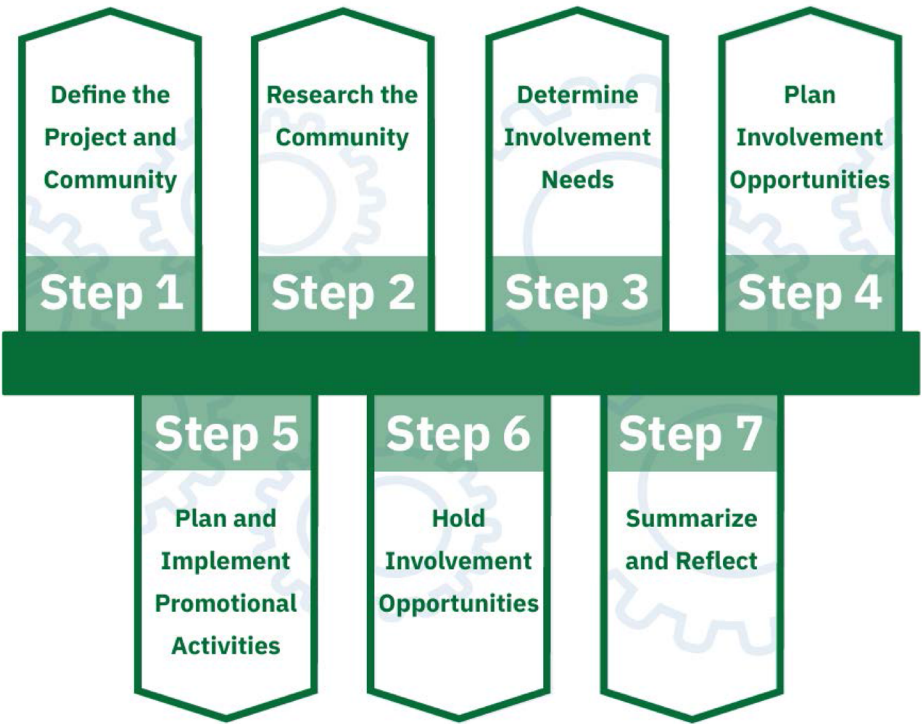 Define the
Project and
Community
Step 1
Research the
Community
Step 2
Determine
Involvement
Needs
Step 3
Plan
Involvement
Opportunities
Step 4
Step 5
Plan and
Implement
Promotional
Activities
Step 6
Hold
Involvement
Opportunities
Step 7
Summarize
and Reflect